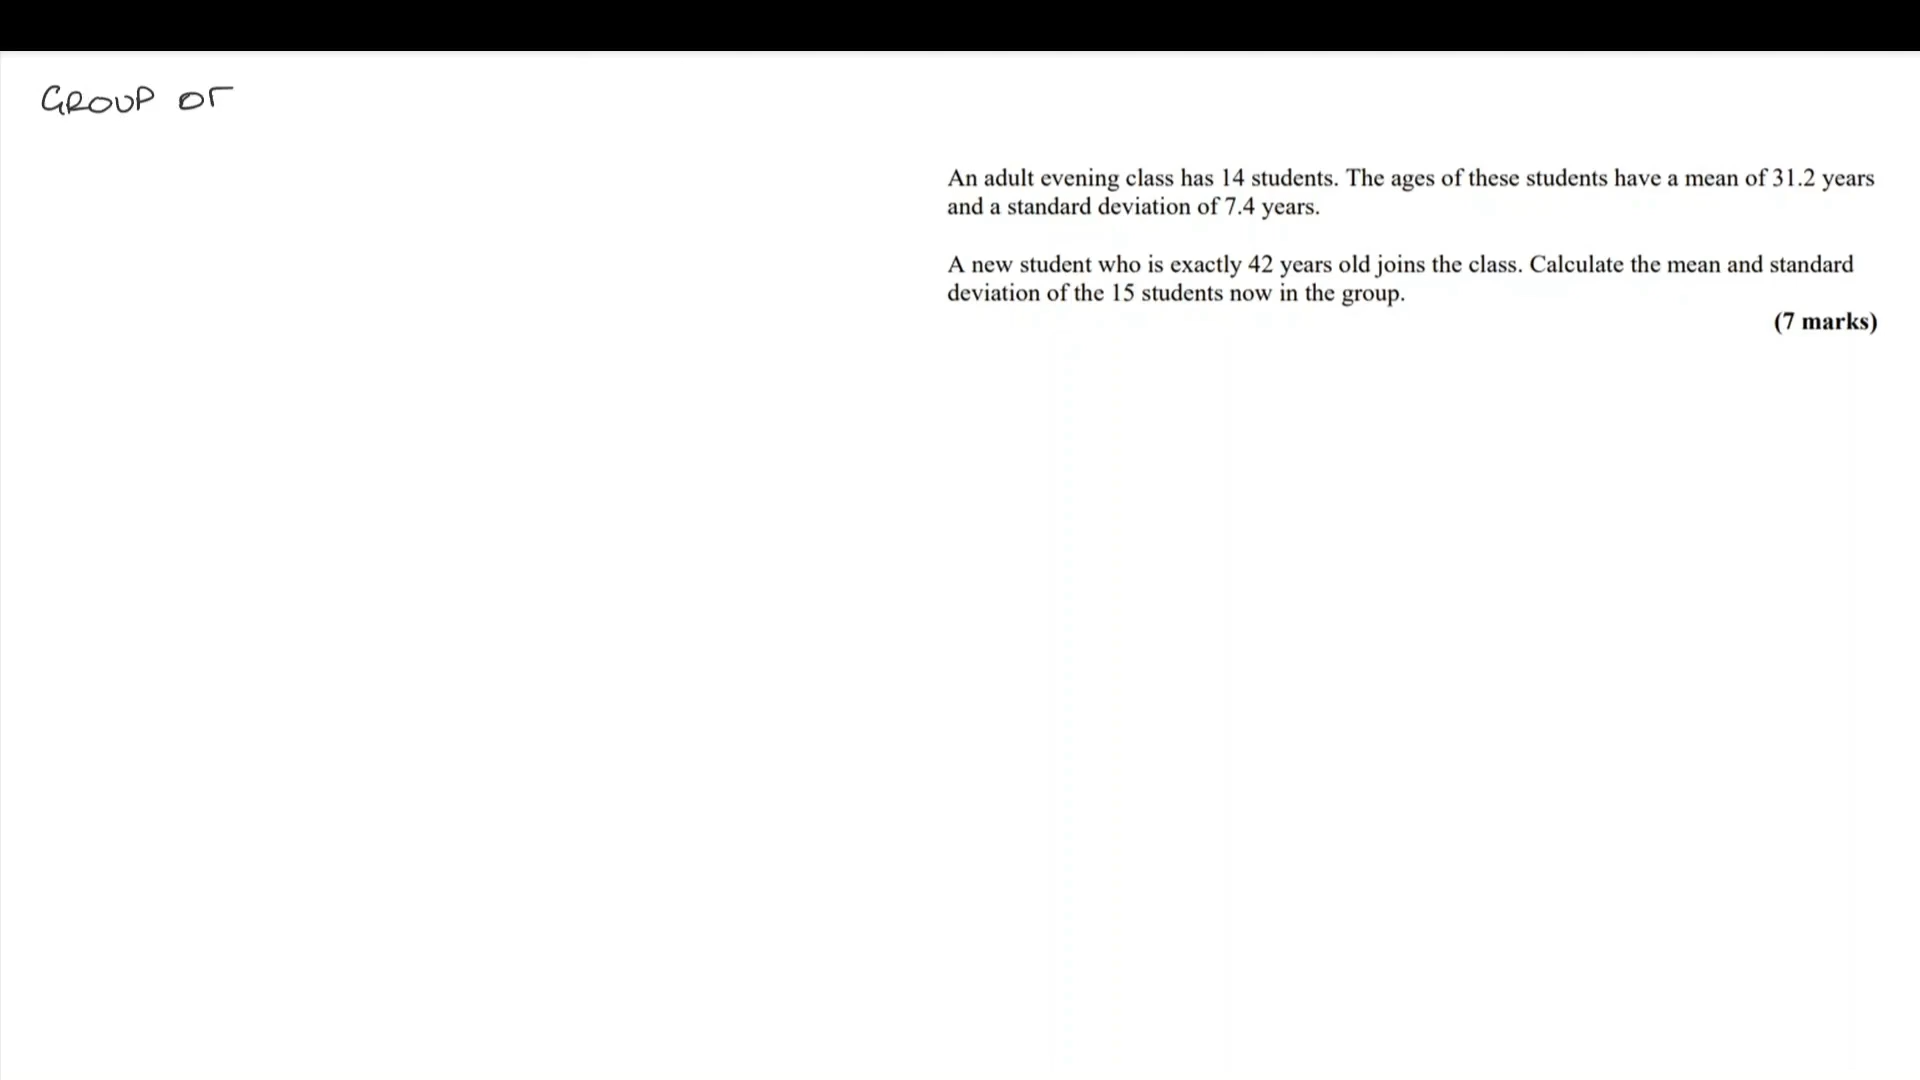 GROUP OF
An adult evening class has 14 students. The ages of these students have a mean of 31.2 years
and a standard deviation of 7.4 years.
A new student who is exactly 42 years old joins the class. Calculate the mean and standard
deviation of the 15 students now in the group.
(7 marks)